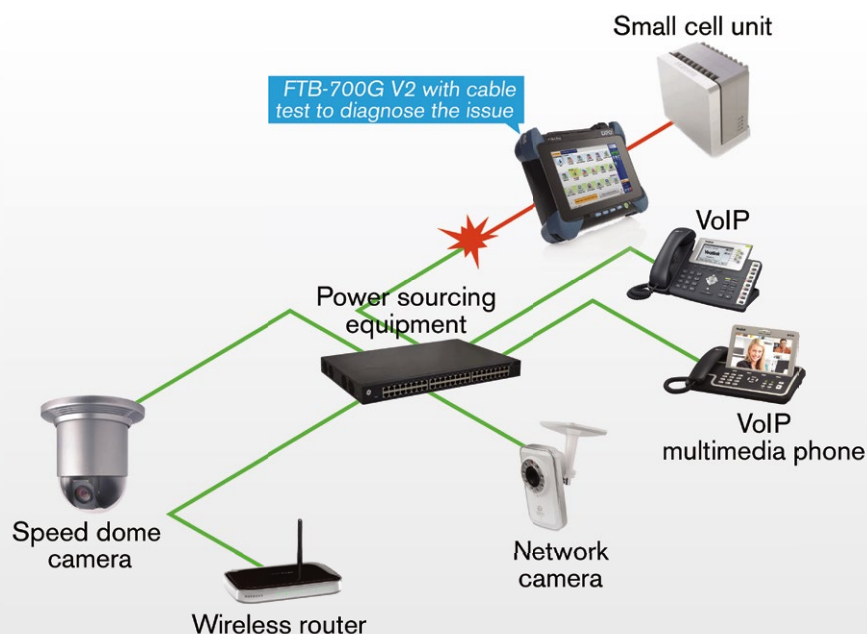 Small cell unit
FTB-700G V2 with cable
test to diagnose the issue
VoIP
Power sourcing
equipment
VoIP
multimedia phone
Speed dome
camera
Network
camera
Wireless router